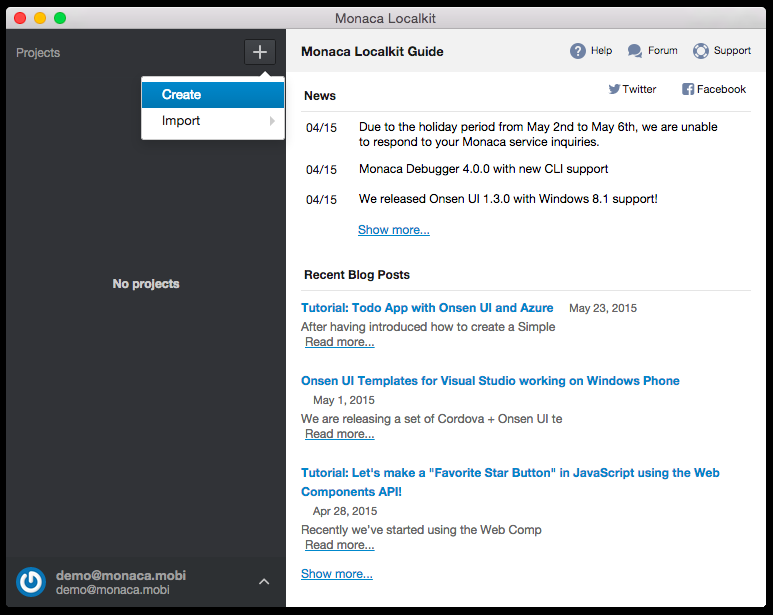 Monaca Localkit
Projects
Create
Import
No projects
demo@monaca.mobi
demo@monaca.mobi
Monaca Localkit Guide
Help
Forum
Support
Twitter
Facebook
News
04/15
Due to the holiday period from May 2nd to May 6th, we are unable
to respond to your Monaca service inquiries.
04/15
Monaca Debugger 4.0.0 with new CLI support
04/15
We released Onsen UI 1.3.0 with Windows 8.1 support!
Show more...
Recent Blog Posts
Tutorial: Todo App with Onsen UI and Azure May 23, 2015
After having introduced how to create a Simple
Read more...
Onsen UI Templates for Visual Studio working on Windows Phone
May 1, 2015
We are releasing a set of Cordova + Onsen UI te
Read more...
Tutorial: Let's make a "Favorite Star Button" in JavaScript using the Web
Components API!
Apr 28, 2015
Recently we've started using the Web Comp
Read more...
Show more...